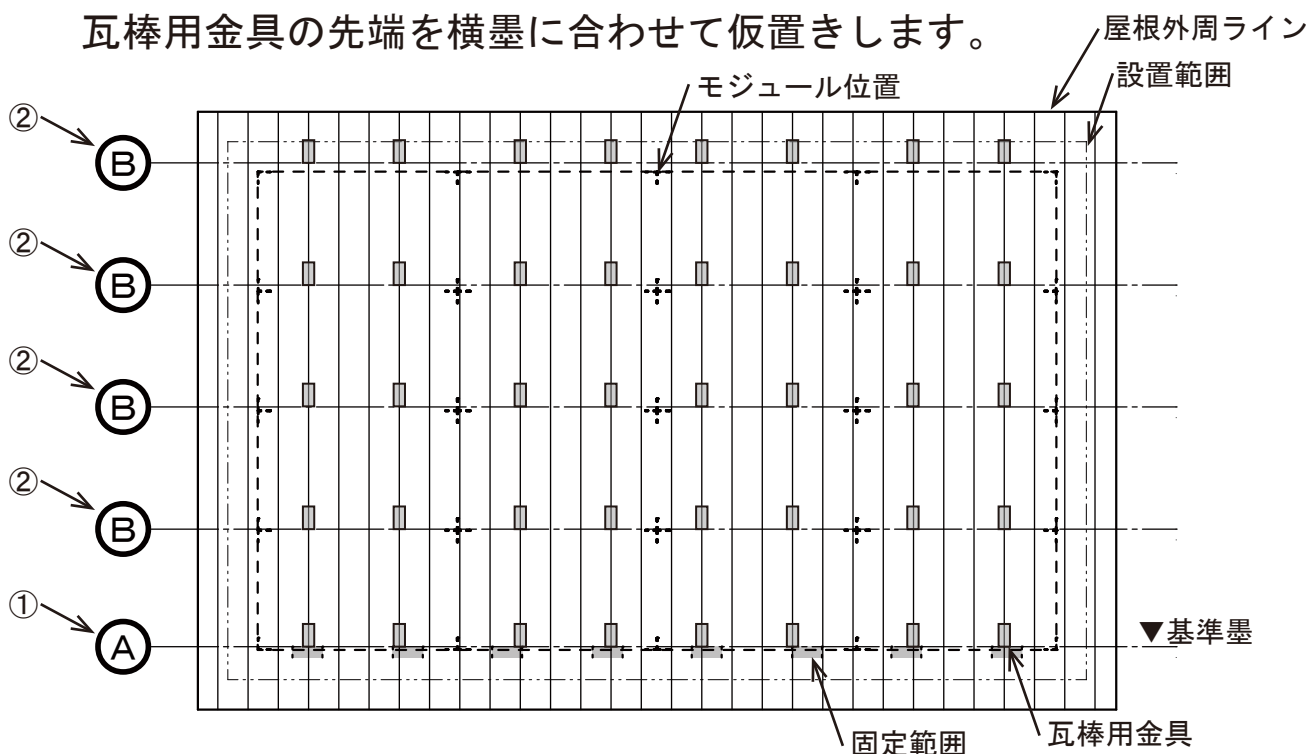 瓦棒用金具の先端を横墨に合わせて仮置きします。
屋根外周ライン
設置範囲
モジュール位置
②
B
②
B
②
B
②
B
①
A
▼基準墨
固定範囲
瓦棒用金具